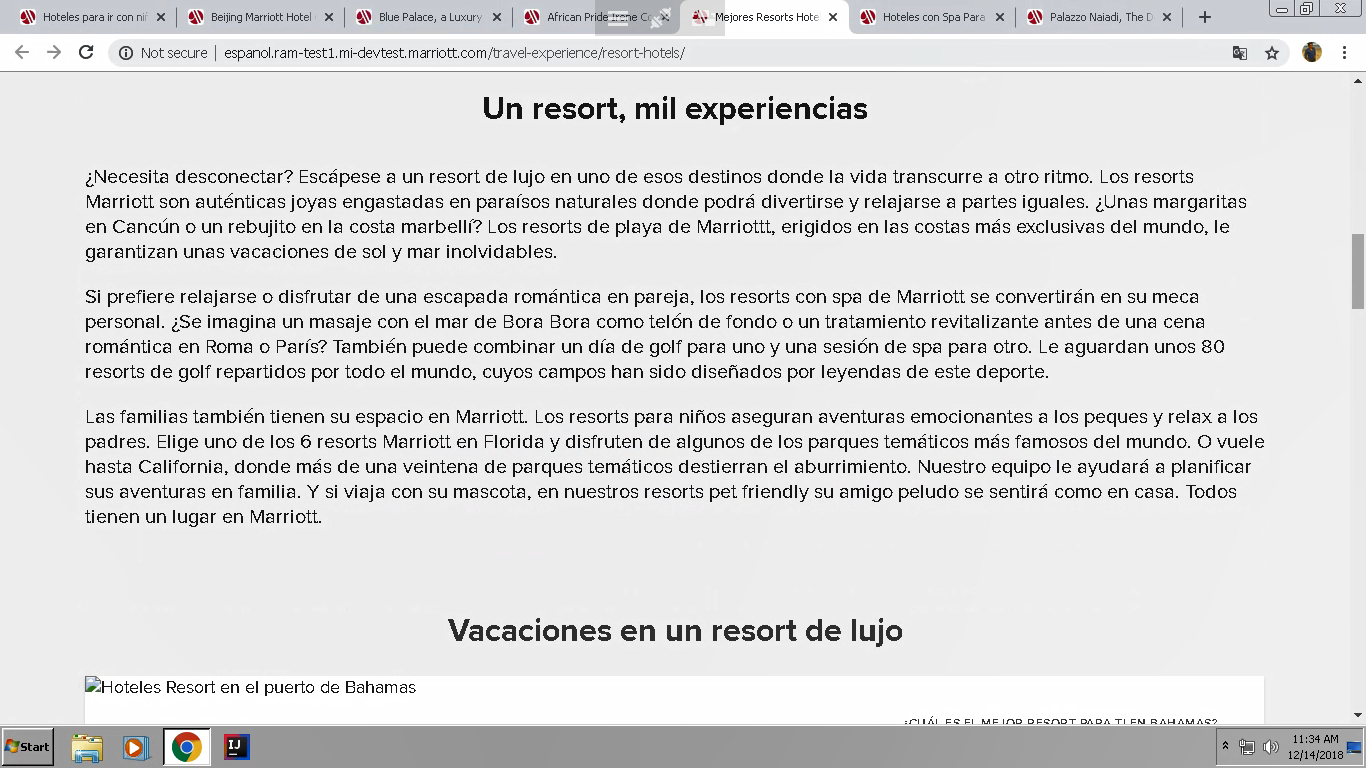 Hoteles para ir con niñ
Beijing Marriott Hotel
Blue Palace, a Luxury
African Pride Irene C
Mejores Resorts Hote
Hoteles con Spa Para
Palazzo Naiadi, The D
Not secure | espanol.ram-test1.mi-devtest.marriott.com/travel-experience/resort-hotels/
Un resort, mil experiencias
¿Necesita desconectar? Escápese a un resort de lujo en uno de esos destinos donde la vida transcurre a otro ritmo. Los resorts
Marriott son auténticas joyas engastadas en paraísos naturales donde podrá divertirse y relajarse a partes iguales. ¿Unas margaritas
en Cancún o un rebujito en la costa marbellí? Los resorts de playa de Marriottt, erigidos en las costas más exclusivas del mundo, le
garantizan unas vacaciones de sol y mar inolvidables.
Si prefiere relajarse o disfrutar de una escapada romántica en pareja, los resorts con spa de Marriott se convertirán en su meca
personal. ¿Se imagina un masaje con el mar de Bora Bora como telón de fondo o un tratamiento revitalizante antes de una cena
romántica en Roma o París? También puede combinar un día de golf para uno y una sesión de spa para otro. Le aguardan unos 80
resorts de golf repartidos por todo el mundo, cuyos campos han sido diseñados por leyendas de este deporte.
Las familias también tienen su espacio en Marriott. Los resorts para niños aseguran aventuras emocionantes a los peques y relax a los
padres. Elige uno de los 6 resorts Marriott en Florida y disfruten de algunos de los parques temáticos más famosos del mundo. O vuele
hasta California, donde más de una veintena de parques temáticos destierran el aburrimiento. Nuestro equipo le ayudará a planificar
sus aventuras en familia. Y si viaja con su mascota, en nuestros resorts pet friendly su amigo peludo se sentirá como en casa. Todos
tienen un lugar en Marriott.
Vacaciones en un resort de lujo
Hoteles Resort en el puerto de Bahamas
¿CUÁL ES EL MEJOR RESORT PARA TI EN BAHAMAS?
Start
IJ
11:34 AM
12/14/2018